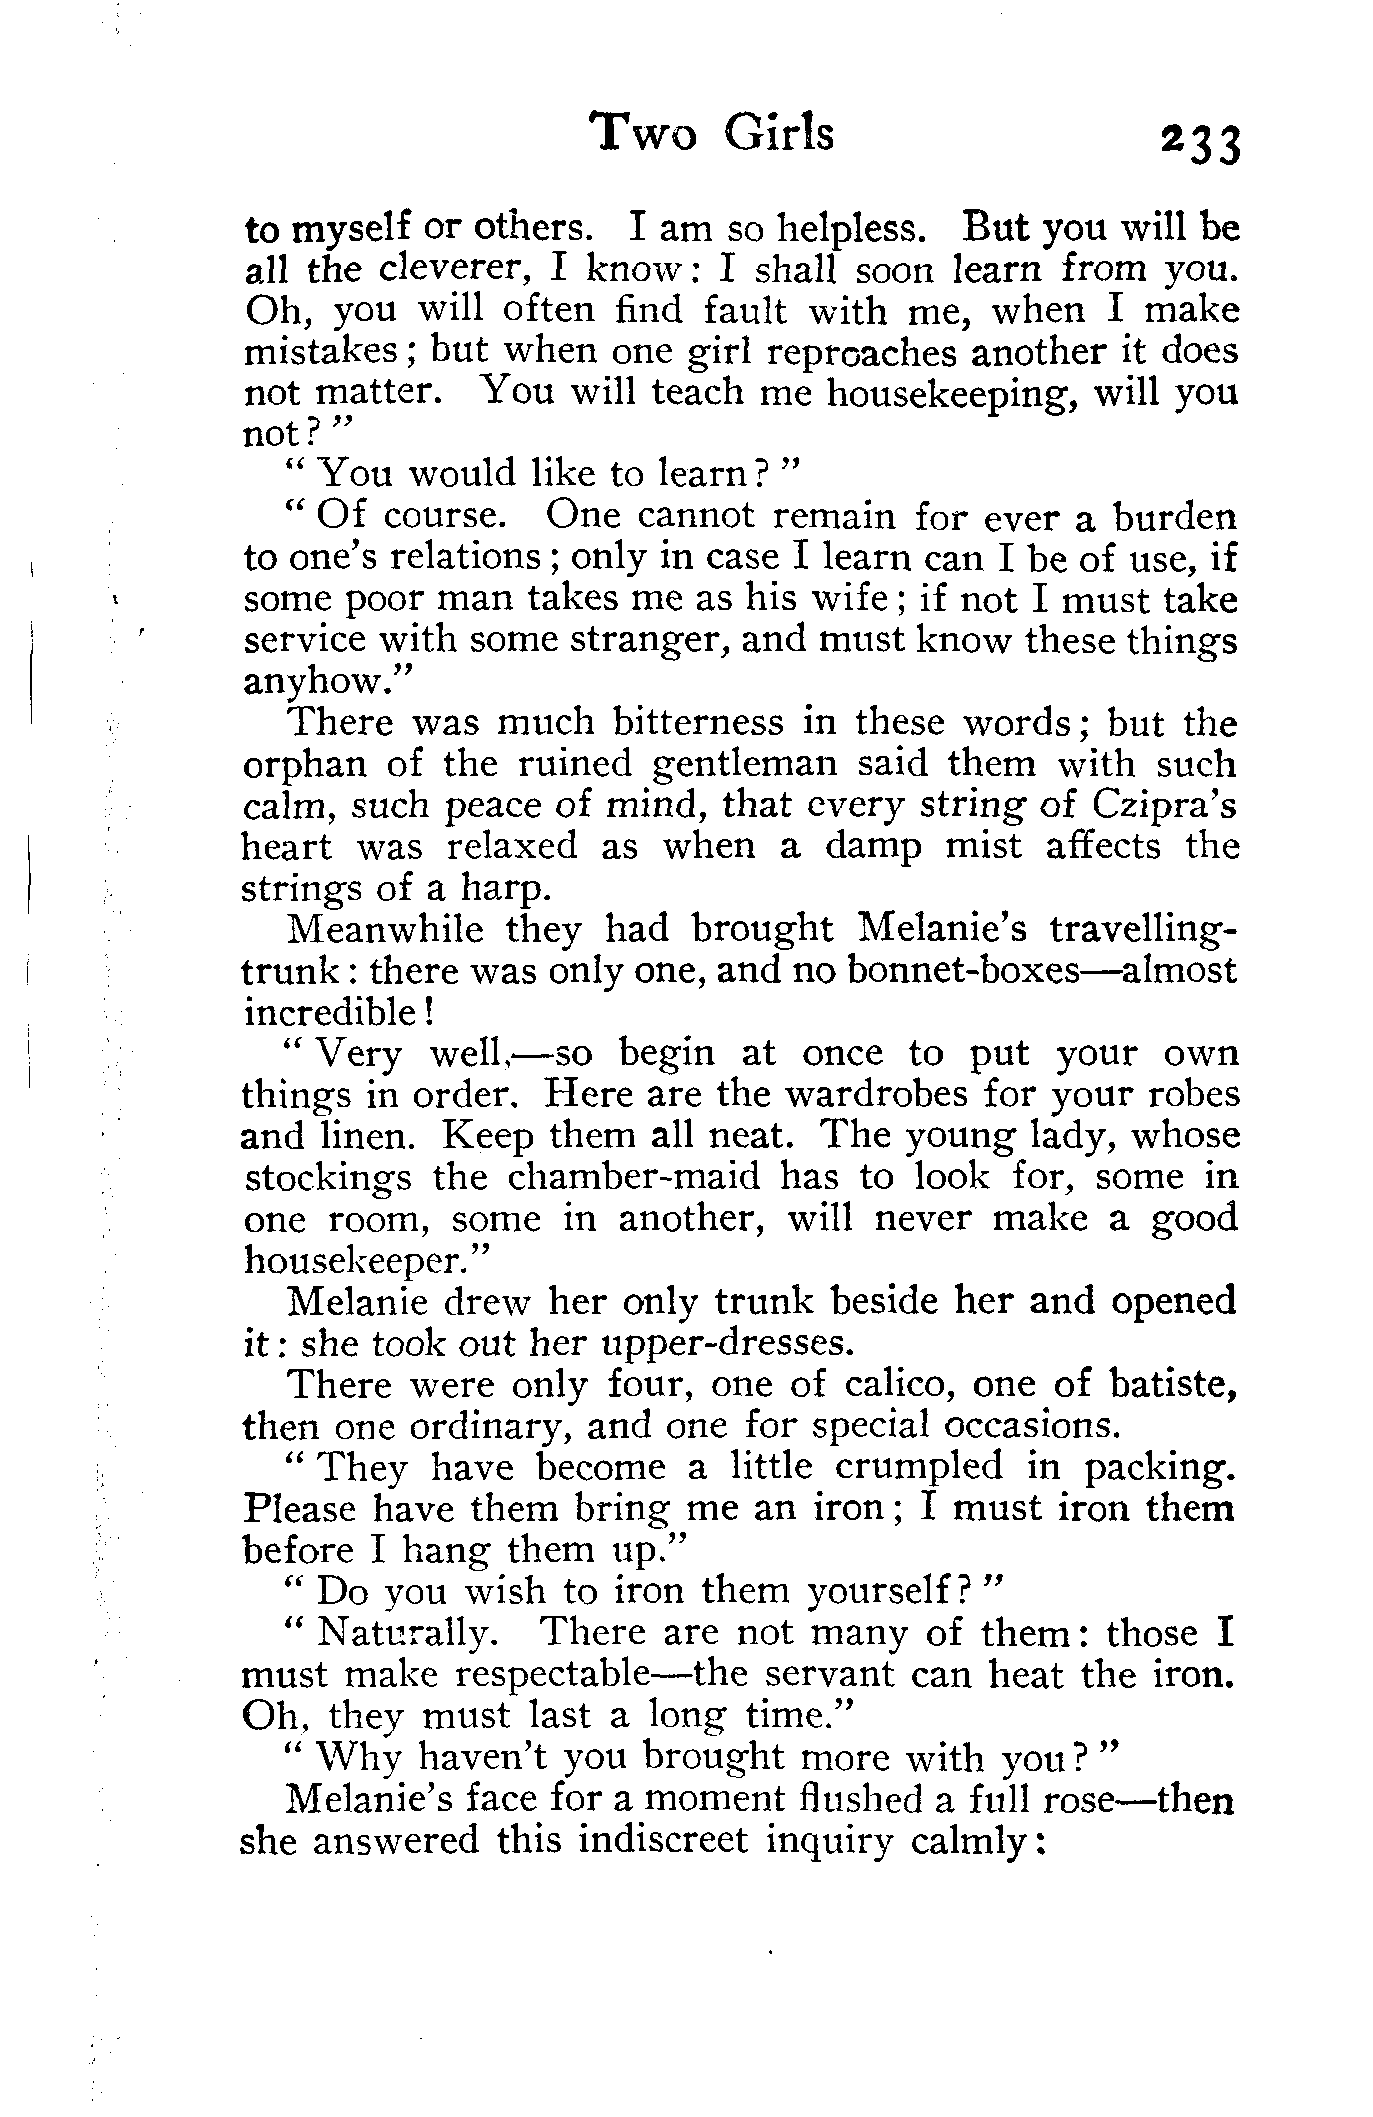 Two Girls 233
to myself or others. I am so helpless. But you will be
all the cleverer, I know: I shall soon learn from you.
Oh, you will often find fault with me, when I make
mistakes; but when one girl reproaches another it does
not matter. You will teach me housekeeping, will you
not?"
"You would like to learn?"
"Of course. One cannot remain for ever a burden
to one's relations; only in case I learn can I be of use, if
some poor man takes me as his wife; if not I must take
service with some stranger, and must know these things
anyhow."
There was much bitterness in these words; but the
orphan of the ruined gentleman said them with such
calm, such peace of mind, that every string of Czipra's
heart was relaxed as when a damp mist affects the
strings of a harp.
Meanwhile they had brought Melanie's travelling-
trunk: there was only one, and no bonnet-boxes—almost
incredible!
"Very well,—so begin at once to put your own
things in order. Here are the wardrobes for your robes
and linen. Keep them all neat. The young lady, whose
stockings the chamber-maid has to look for, some in
one room, some in another, will never make a good
housekeeper."
Melanie drew her only trunk beside her and opened
it: she took out her upper-dresses.
There were only four, one of calico, one of batiste,
then one ordinary, and one for special occasions.
"They have become a little crumpled in packing.
Please have them bring me an iron; I must iron them
before I hang them up."
"Do you wish to iron them yourself?"
"Naturally. There are not many of them: those I
must make respectable—the servant can heat the iron.
Oh, they must last a long time."
"Why haven't you brought more with you?"
Melanie's face for a moment flushed a full rose—then
she answered this indiscreet inquiry calmly: